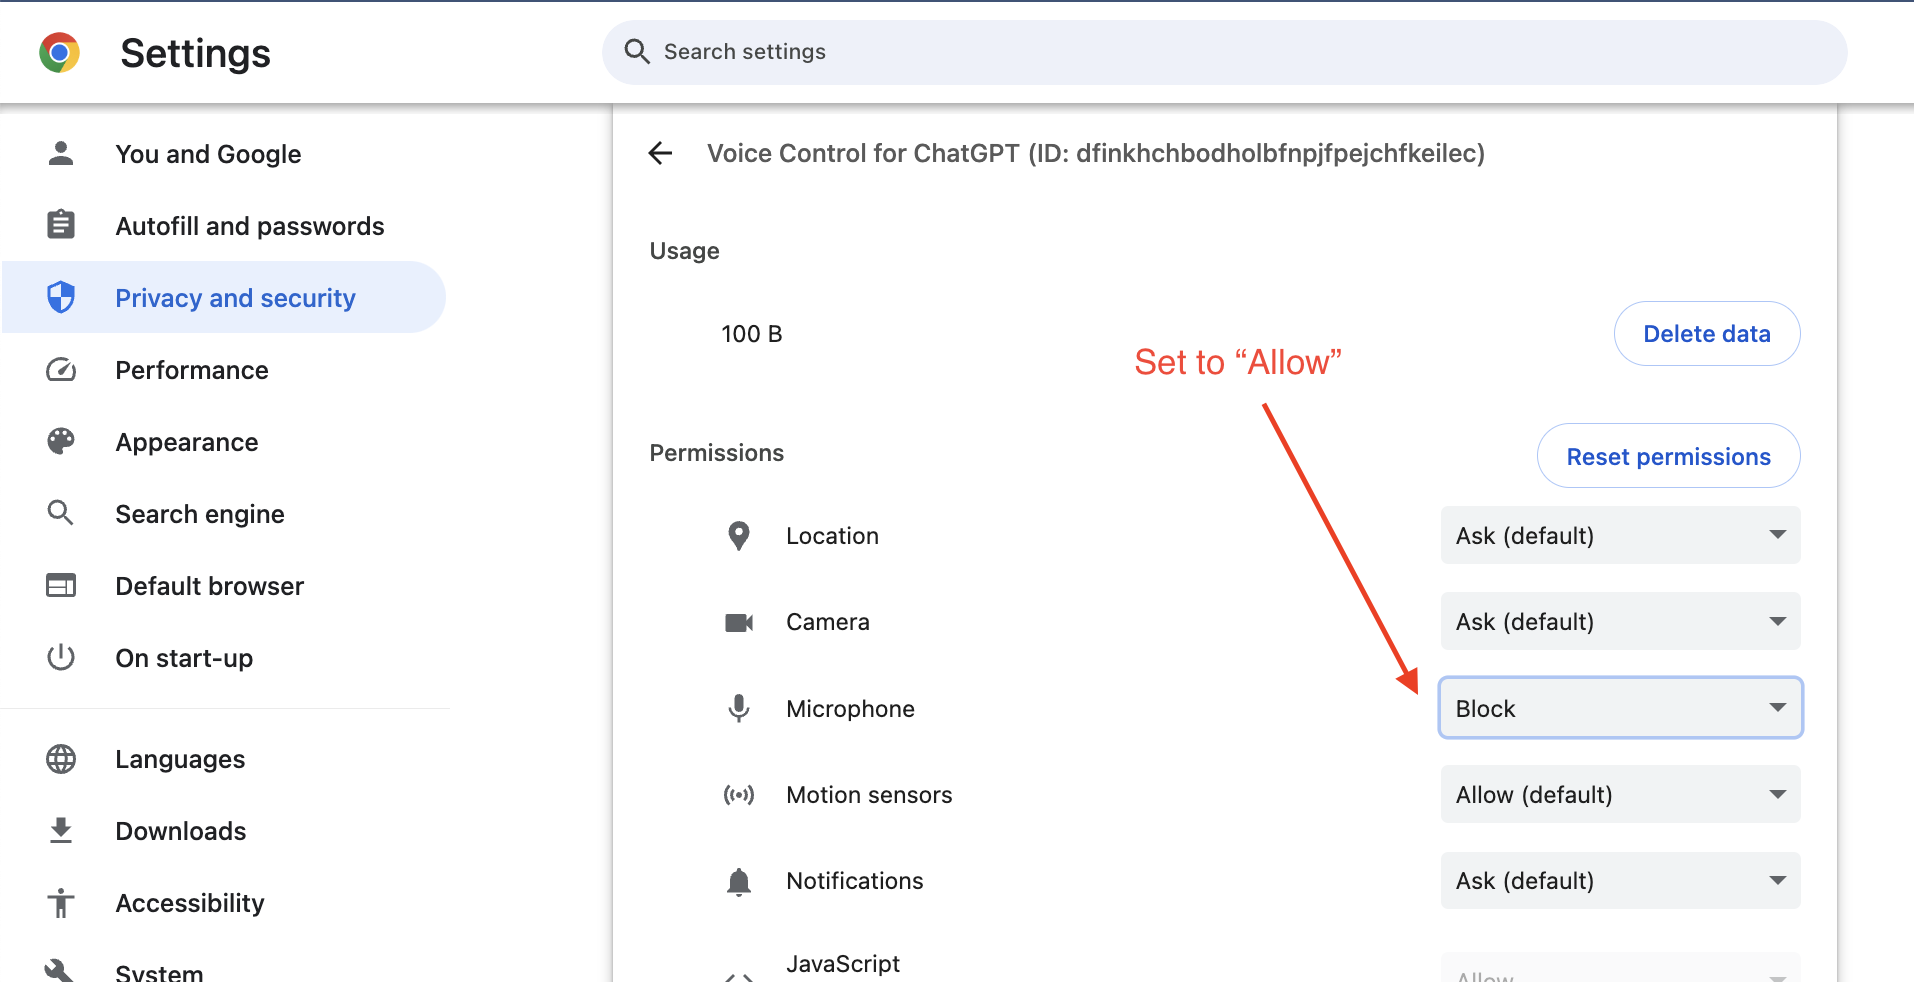 Settings
Search settings
You and Google
Autofill and passwords
Privacy and security
Performance
Appearance
Search engine
Default browser
On start-up
Languages
Downloads
Accessibility
System
Voice Control for ChatGPT (ID: dfinkhchbodholbfnpjfpejchfkeilec)
Usage
100 B
Delete data
Set to “Allow”
Permissions
Reset permissions
Location
Ask (default)
Camera
Ask (default)
Microphone
Block
Motion sensors
Allow (default)
Notifications
Ask (default)
JavaScript
Allow